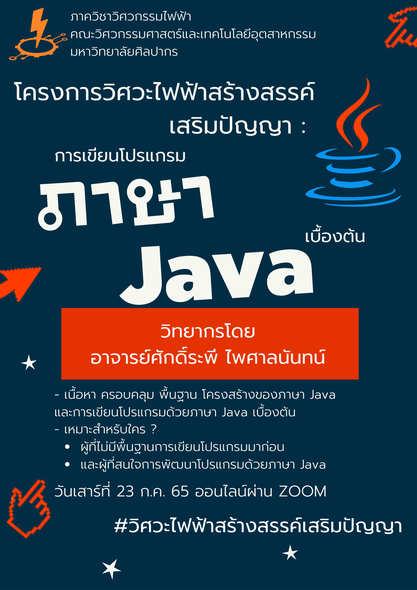 ภาควิชาวิศวกรรมไฟฟ้า
คณะวิศวกรรมศาสตร์และเทคโนโลยีอุตสาหกรรม
มหาวิทยาลัยศิลปากร
โครงการวิศวะไฟฟ้าสร้างสรรค์
เสริมปัญญา :
การเขียนโปรแกรม
ภาษา
เบื้องต้น
Java
วิทยากรโดย
อาจารย์ศักดิ์ระพี ไพศาลนันทน์
- เนื้อหา ครอบคลุม พื้นฐาน โครงสร้างของภาษา Java
และการเขียนโปรแกรมด้วยภาษา Java เบื้องต้น
- เหมาะสำหรับใคร ?
• ผู้ที่ไม่มีพื้นฐานการเขียนโปรแกรมมาก่อน
• และผู้ที่สนใจการพัฒนาโปรแกรมด้วยภาษา Java
วันเสาร์ที่ 23 ก.ค. 65 ออนไลน์ผ่าน ZOOM
#วิศวะไฟฟ้าสร้างสรรค์เสริมปัญญา